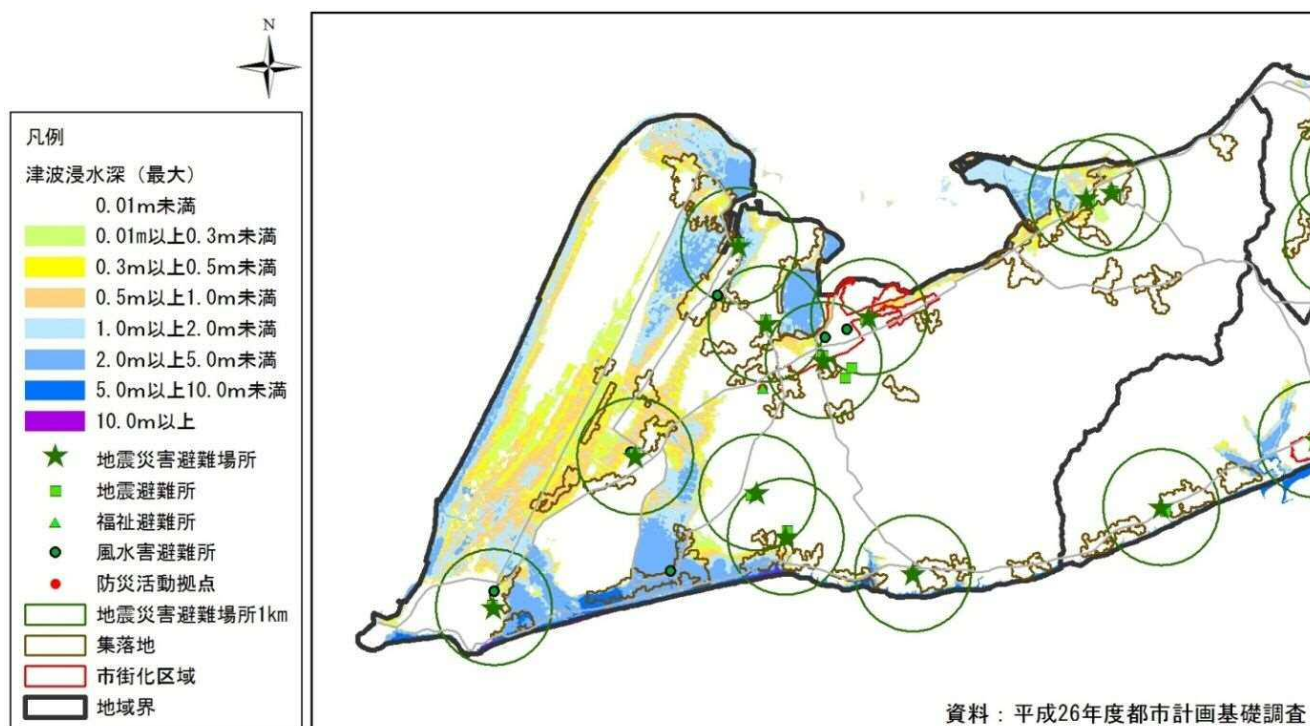 N
凡例
津波浸水深（最大）
0.01m未満
0.01m以上0.3m未満
0.3m以上0.5m未満
0.5m以上1.0m未満
1.0m以上2.0m未満
2.0m以上5.0m未満
5.0m以上10.0m未満
10.0m以上
地震災害避難場所
地震避難所
福祉避難所
風水害避難所
防災活動拠点
地震災害避難場所1km
集落地
市街化区域
地域界
資料：平成26年度都市計画基礎調査